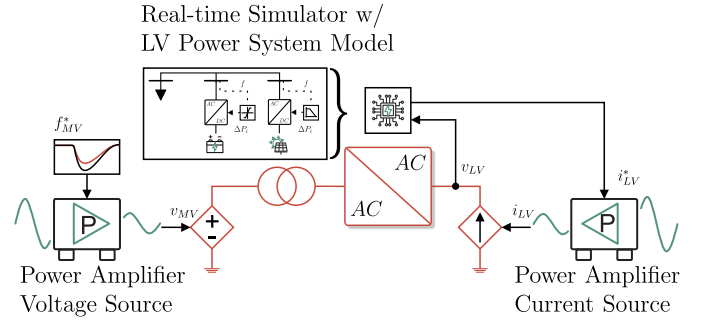 Real-time Simulator w/
LV Power System Model
f
f
AC
DC
ΔP_i
AC
DC
ΔP_i
f*_MV
P
v_MV
AC
AC
v_LV
i*_LV
i_LV
P
Power Amplifier
Voltage Source
Power Amplifier
Current Source